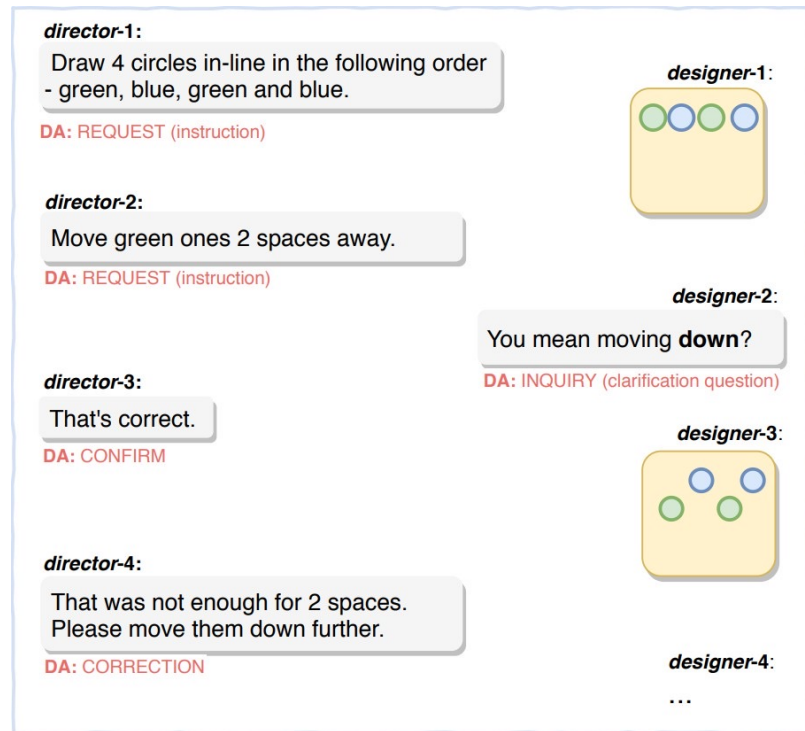 director-1:
Draw 4 circles in-line in the following order
- green, blue, green and blue.
DA: REQUEST (instruction)
designer-1:
director-2:
Move green ones 2 spaces away.
DA: REQUEST (instruction)
designer-2:
You mean moving down?
DA: INQUIRY (clarification question)
director-3:
That's correct.
DA: CONFIRM
designer-3:
director-4:
That was not enough for 2 spaces.
Please move them down further.
DA: CORRECTION
designer-4:
...